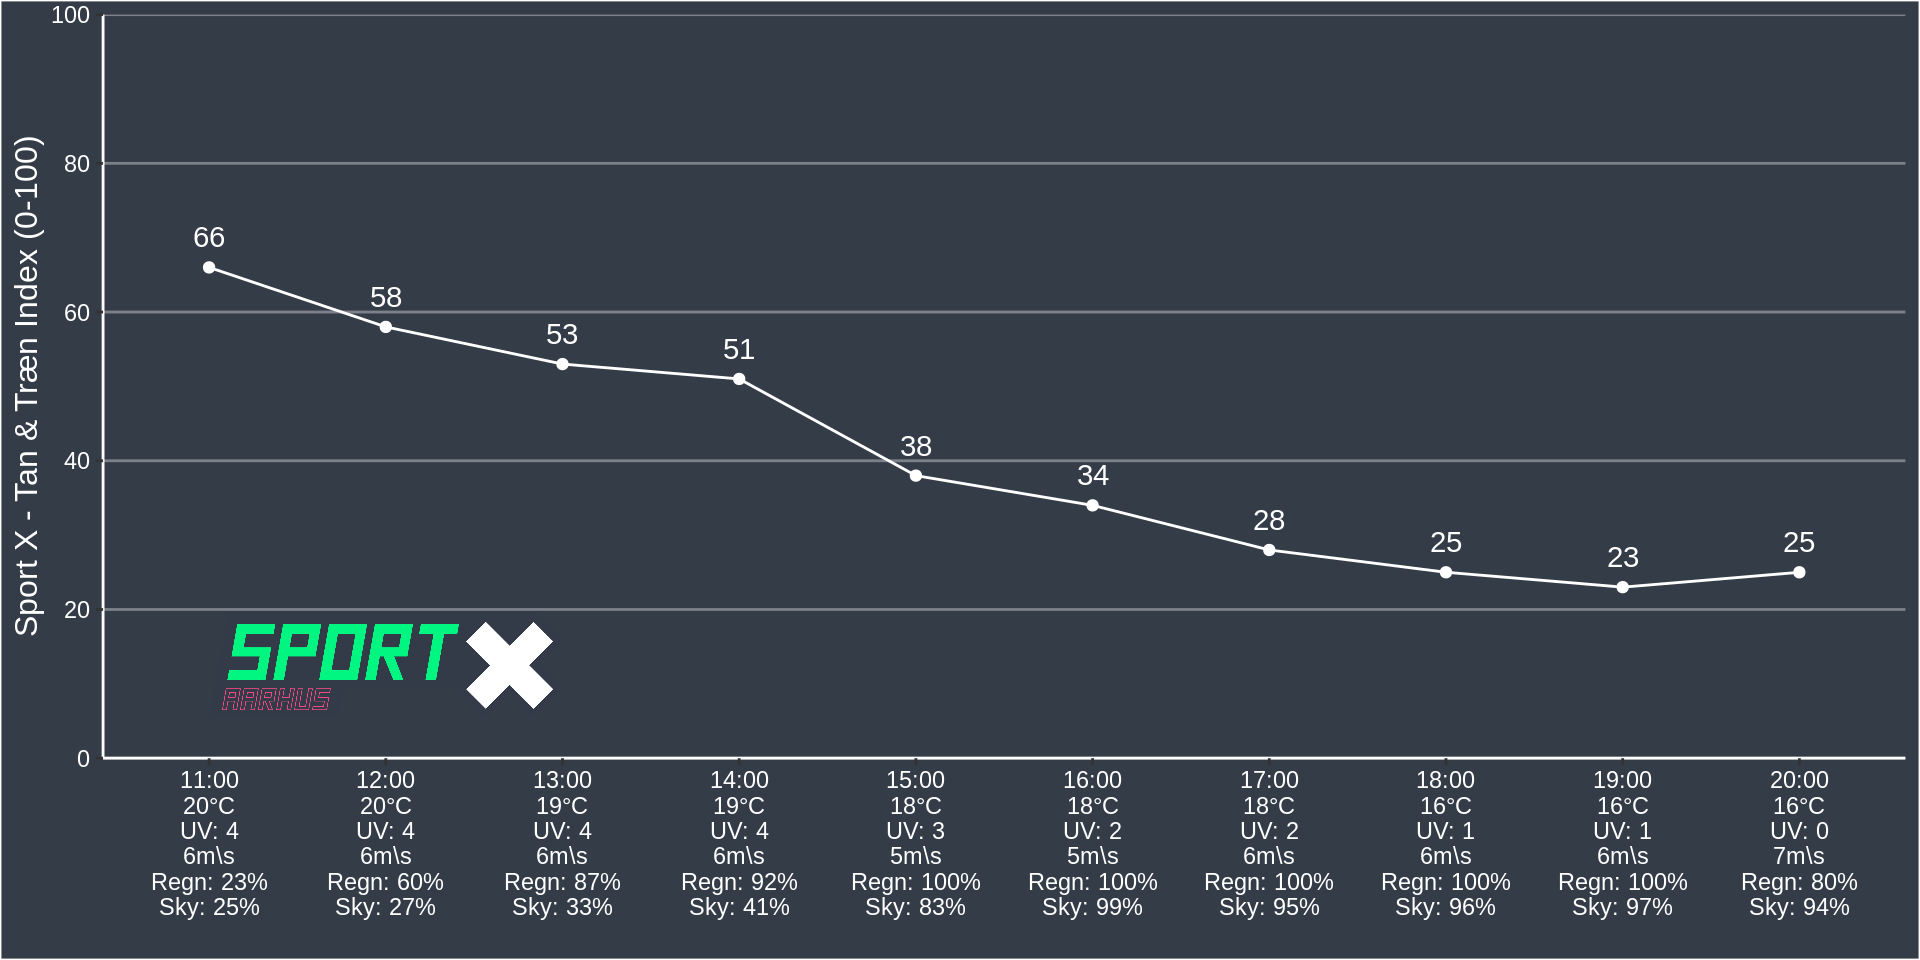 Sport X - Tan & Træn Index (0-100)
100
80
60
40
20
0
66
58
53
51
38
34
28
25
23
25
SPORT X
AARHUS
11:00 12:00 13:00 14:00 15:00 16:00 17:00 18:00 19:00 20:00
20°C 20°C 19°C 19°C 18°C 18°C 18°C 16°C 16°C 16°C
UV: 4 UV: 4 UV: 4 UV: 4 UV: 3 UV: 2 UV: 2 UV: 1 UV: 1 UV: 0
6m\s 6m\s 6m\s 6m\s 5m\s 5m\s 6m\s 6m\s 6m\s 7m\s
Regn: 23% Regn: 60% Regn: 87% Regn: 92% Regn: 100% Regn: 100% Regn: 100% Regn: 100% Regn: 100% Regn: 80%
Sky: 25% Sky: 27% Sky: 33% Sky: 41% Sky: 83% Sky: 99% Sky: 95% Sky: 96% Sky: 97% Sky: 94%